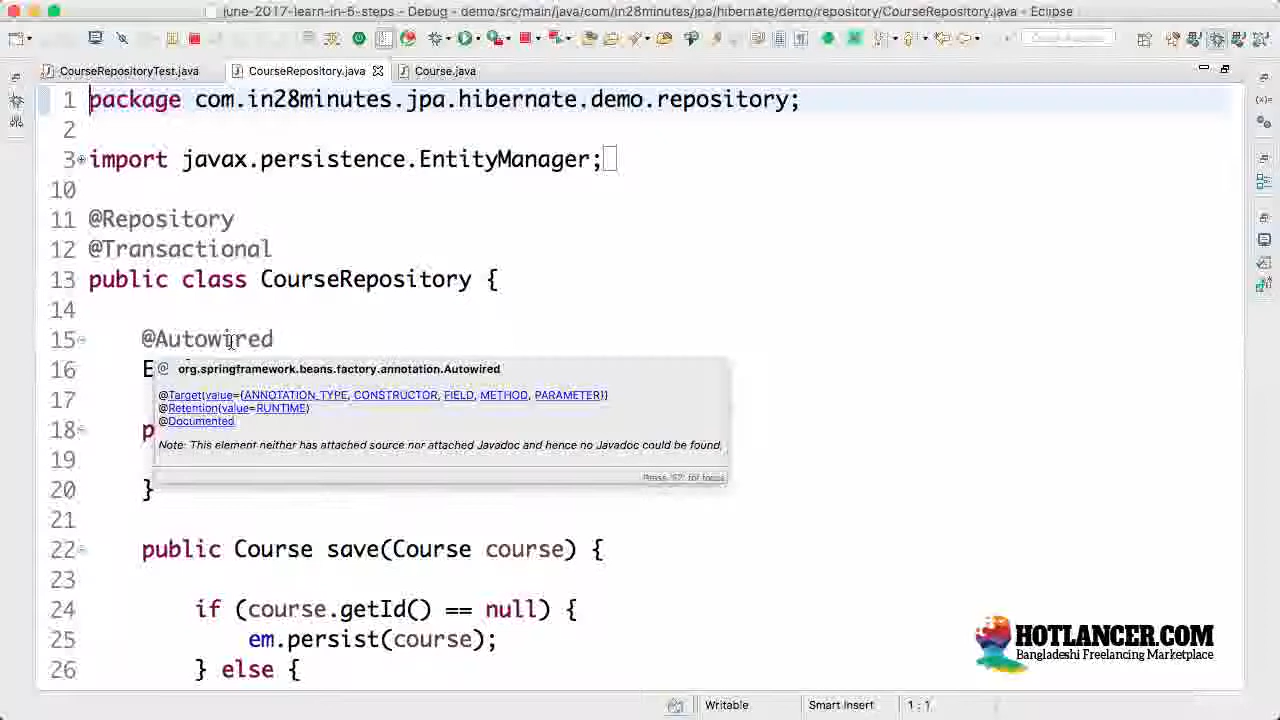 june-2017-learn-in-5-steps - Debug - demo/src/main/java/com/in28minutes/jpa/hibernate/demo/repository/CourseRepository.java - Eclipse
CourseRepositoryTest.java
CourseRepository.java
Course.java
1 package com.in28minutes.jpa.hibernate.demo.repository;
2
3 import javax.persistence.EntityManager;
10
11 @Repository
12 @Transactional
13 public class CourseRepository {
14
15 @Autowired
16 E
@ org.springframework.beans.factory.annotation.Autowired
17
@Target(value={ANNOTATION_TYPE, CONSTRUCTOR, FIELD, METHOD, PARAMETER})
@Retention(value=RUNTIME)
@Documented
18 p
Note: This element neither has attached source nor attached Javadoc and hence no Javadoc could be found.
19
Press 'F2' for focus
20 }
21
22 public Course save(Course course) {
23
24 if (course.getId() == null) {
25 em.persist(course);
26 } else {
HOTLANCER.COM
Bangladeshi Freelancing Marketplace
Writable
Smart Insert
1 : 1